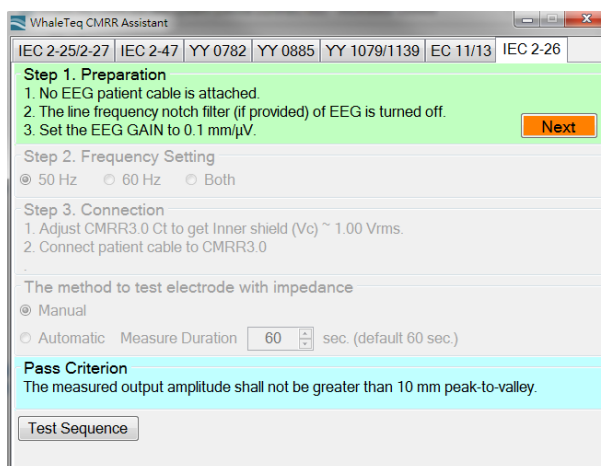 WhaleTeq CMRR Assistant
IEC 2-25/2-27 IEC 2-47 YY 0782 YY 0885 YY 1079/1139 EC 11/13 IEC 2-26
Step 1. Preparation
1. No EEG patient cable is attached.
2. The line frequency notch filter (if provided) of EEG is turned off.
3. Set the EEG GAIN to 0.1 mm/μV.
Next
Step 2. Frequency Setting
50 Hz 60 Hz Both
Step 3. Connection
1. Adjust CMRR3.0 Ct to get Inner shield (Vc) ~ 1.00 Vrms.
2. Connect patient cable to CMRR3.0
.
The method to test electrode with impedance
Manual
Automatic Measure Duration 60 sec. (default 60 sec.)
Pass Criterion
The measured output amplitude shall not be greater than 10 mm peak-to-valley.
Test Sequence